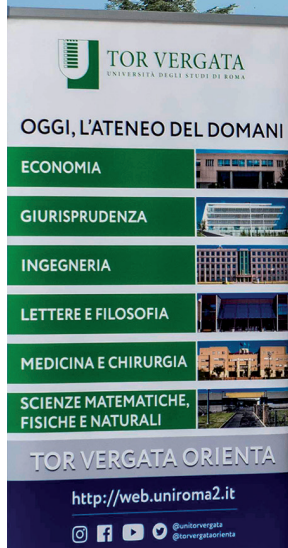 TOR VERGATA
UNIVERSITÀ DEGLI STUDI DI ROMA
OGGI, L'ATENEO DEL DOMANI
ECONOMIA
GIURISPRUDENZA
INGEGNERIA
LETTERE E FILOSOFIA
MEDICINA E CHIRURGIA
SCIENZE MATEMATICHE,
FISICHE E NATURALI
TOR VERGATA ORIENTA
http://web.uniroma2.it
@unitorvergata
@torvergataorienta